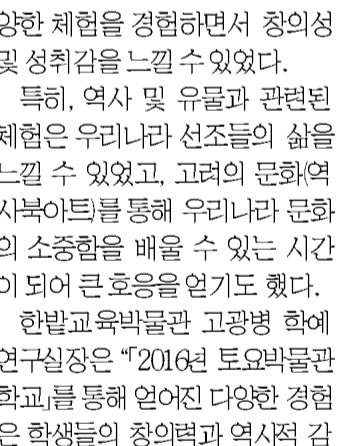 양한 체험을 경험하면서 창의성
및 성취감을 느낄 수 있었다.
특히, 역사 및 유물과 관련된
체험은 우리나라 선조들의 삶을
느낄 수 있었고, 고려의 문화(역
사북아트)를 통해 우리나라 문화
의 소중함을 배울 수 있는 시간
이 되어 큰 호응을 얻기도 했다.
한밭교육박물관 고광병 학예
연구실장은 “「2016년 토요박물관
학교」를 통해 얻어진 다양한 경험
은 학생들의 창의력과 역사적 감